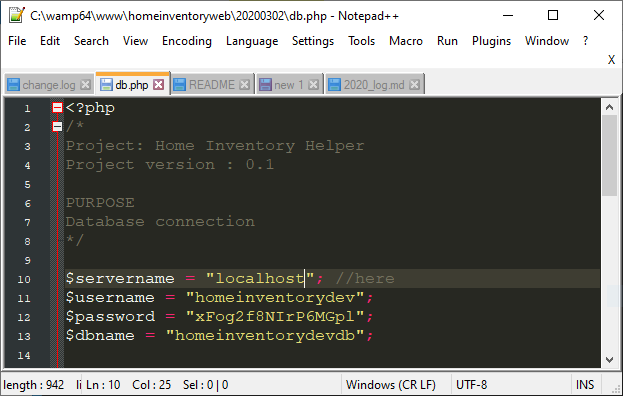 C:\wamp64\www\homeinventoryweb\20200302\db.php - Notepad++
File Edit Search View Encoding Language Settings Tools Macro Run Plugins Window ?
X
change.log db.php README new 1 2020_log.md
1 <?php
2 /*
3 Project: Home Inventory Helper
4 Project version : 0.1
5
6 PURPOSE
7 Database connection
8 */
9
10 $servername = "localhost"; //here
11 $username = "homeinventorydev";
12 $password = "xFog2f8NIrP6MGpl";
13 $dbname = "homeinventorydevdb";
14
length : 942 li Ln : 10 Col : 25 Sel : 0 | 0 Windows (CR LF) UTF-8 INS